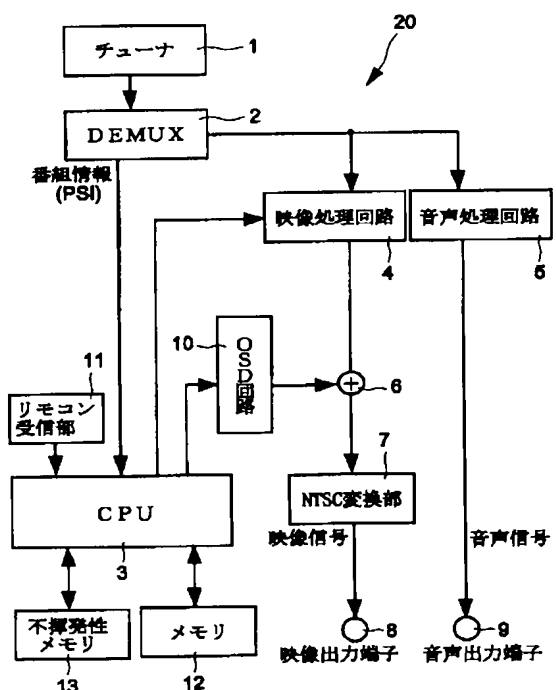 チューナ
1
20
2
DEMUX
番組情報
(PSI)
映像処理回路
音声処理回路
4
5
10
OSD回路
11
リモコン
受信部
6
7
NTSC変換部
CPU
3
映像信号
音声信号
不揮発性
メモリ
メモリ
13
12
8
9
映像出力端子
音声出力端子